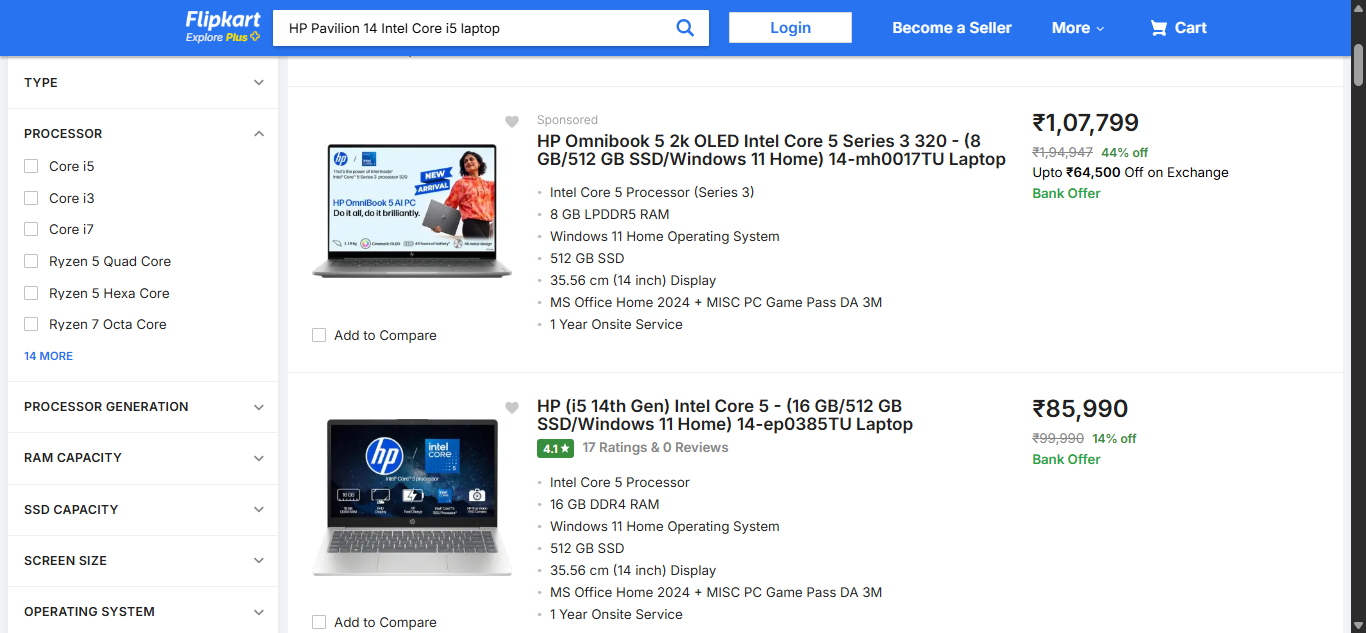 Flipkart
Explore Plus
HP Pavilion 14 Intel Core i5 laptop
Login
Become a Seller
More
Cart
TYPE
PROCESSOR
Core i5
Core i3
Core i7
Ryzen 5 Quad Core
Ryzen 5 Hexa Core
Ryzen 7 Octa Core
14 MORE
PROCESSOR GENERATION
RAM CAPACITY
SSD CAPACITY
SCREEN SIZE
OPERATING SYSTEM
hp
intel
NEW
ARRIVAL
HP OmniBook 5 AI PC
Do it all, do it brilliantly.
Add to Compare
Sponsored
HP Omnibook 5 2k OLED Intel Core 5 Series 3 320 - (8
GB/512 GB SSD/Windows 11 Home) 14-mh0017TU Laptop
Intel Core 5 Processor (Series 3)
8 GB LPDDR5 RAM
Windows 11 Home Operating System
512 GB SSD
35.56 cm (14 inch) Display
MS Office Home 2024 + MISC PC Game Pass DA 3M
1 Year Onsite Service
₹1,07,799
₹1,94,947 44% off
Upto ₹64,500 Off on Exchange
Bank Offer
hp
intel
CORE
5
Intel® Core™ 5 processor
Add to Compare
HP (i5 14th Gen) Intel Core 5 - (16 GB/512 GB
SSD/Windows 11 Home) 14-ep0385TU Laptop
4.1★ 17 Ratings & 0 Reviews
Intel Core 5 Processor
16 GB DDR4 RAM
Windows 11 Home Operating System
512 GB SSD
35.56 cm (14 inch) Display
MS Office Home 2024 + MISC PC Game Pass DA 3M
1 Year Onsite Service
₹85,990
₹99,990 14% off
Bank Offer